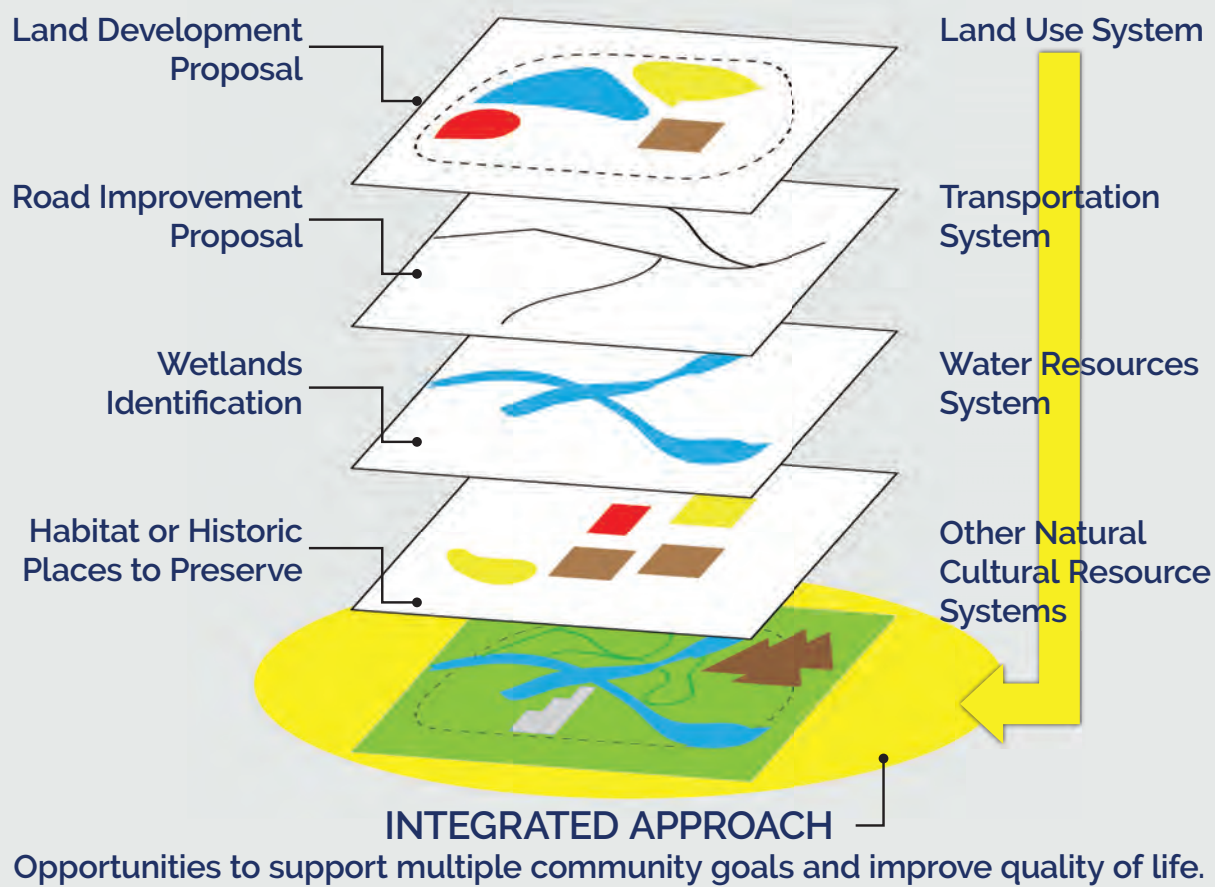 Land Development
Proposal
Land Use System
Road Improvement
Proposal
Transportation
System
Wetlands
Identification
Water Resources
System
Habitat or Historic
Places to Preserve
Other Natural
Cultural Resource
Systems
INTEGRATED APPROACH
Opportunities to support multiple community goals and improve quality of life.